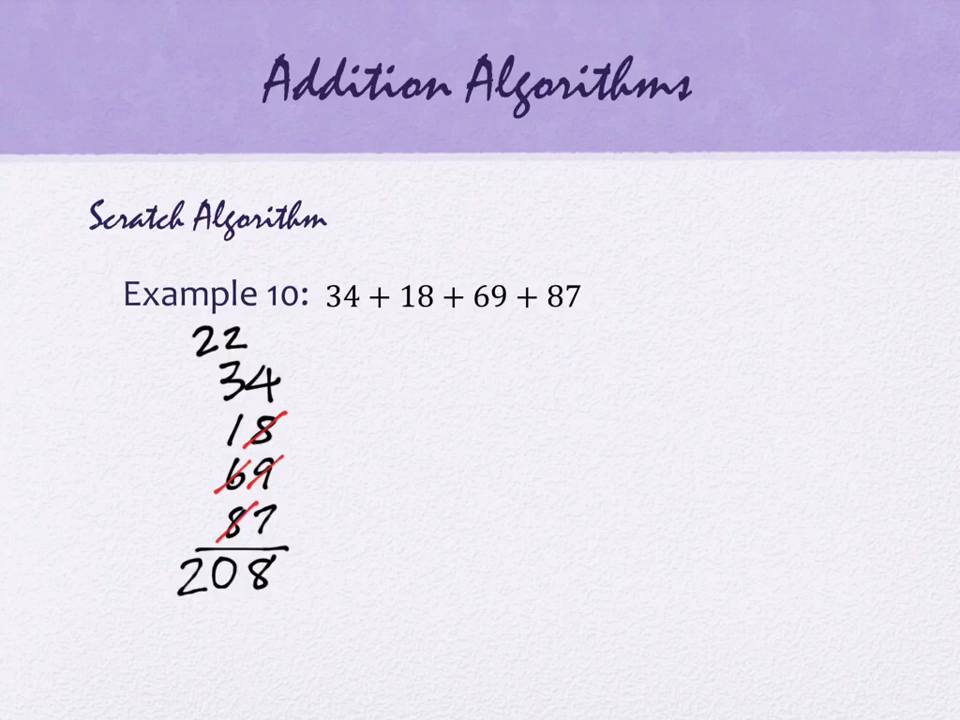 Addition Algorithms
Scratch Algorithm
Example 10: 34 + 18 + 69 + 87
22
34
18
69
87
208